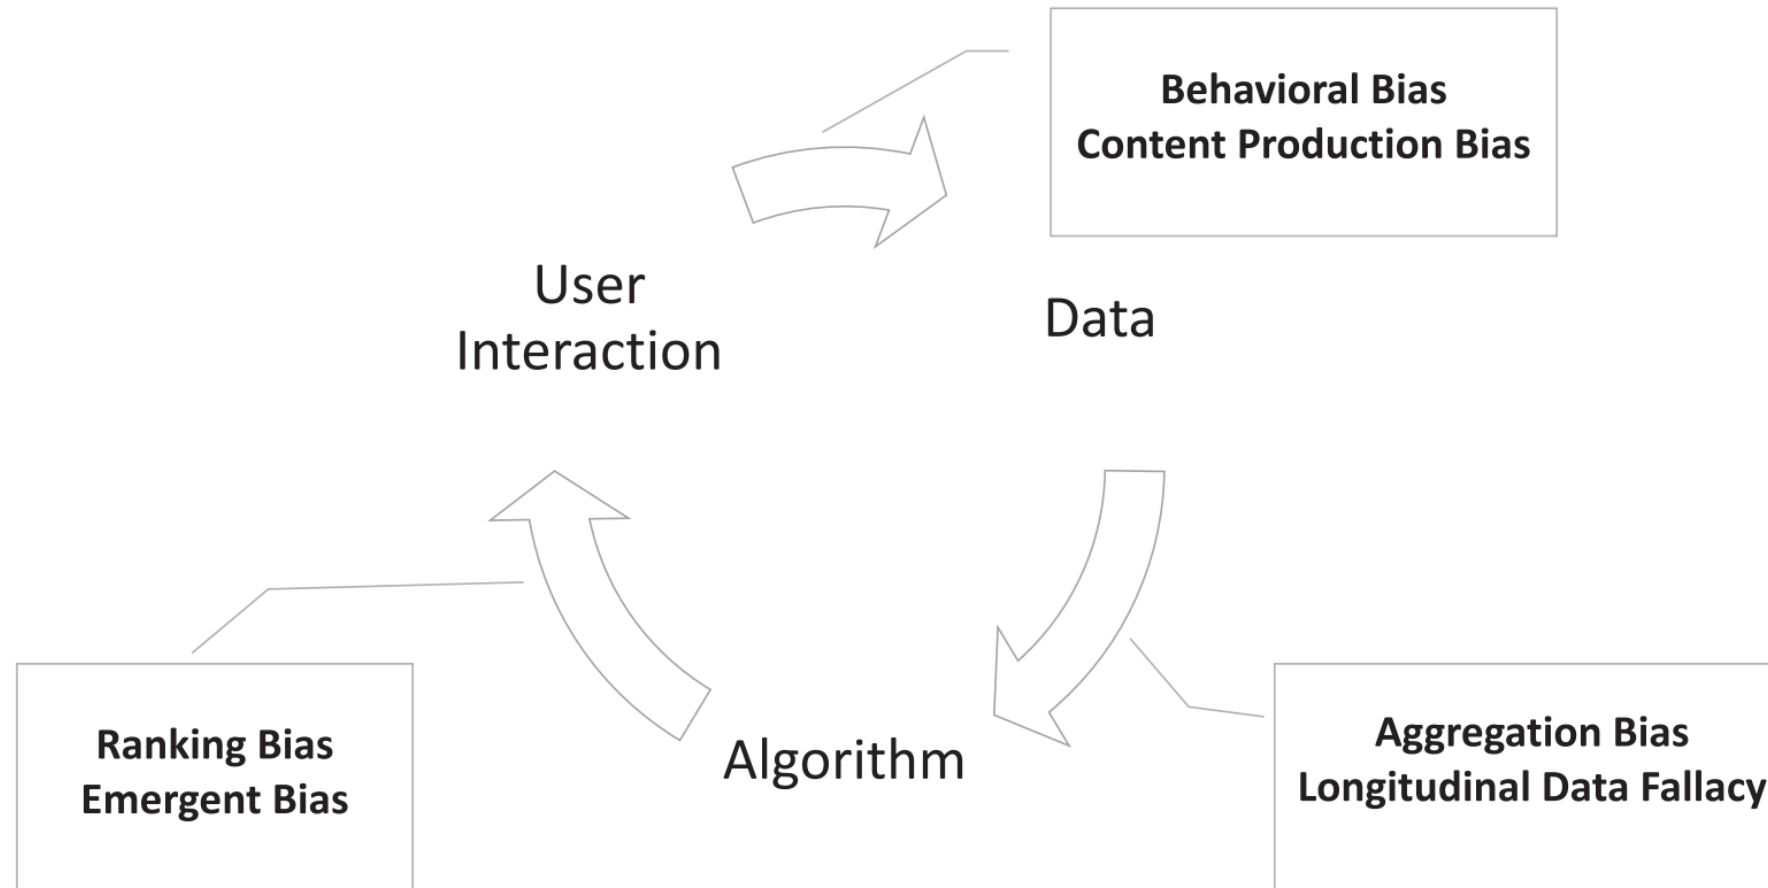 Behavioral Bias
Content Production Bias
User
Interaction
Data
Algorithm
Ranking Bias
Emergent Bias
Aggregation Bias
Longitudinal Data Fallacy